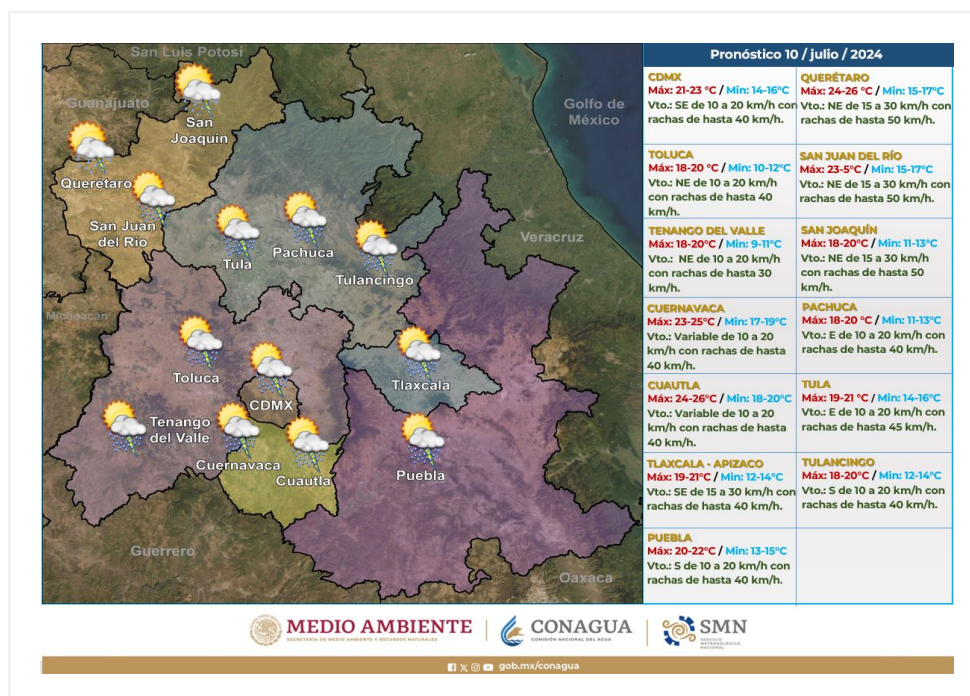 San Luis Potosí
Guanajuato
San
Joaquín
Golfo de
México
Querétaro
San Juan
del Río
Tula
Pachuca
Tulancingo
Veracruz
Michoacán
Toluca
CDMX
Tlaxcala
Tenango
del Valle
Cuernavaca
Cuautla
Puebla
Guerrero
Oaxaca
Pronóstico 10 / julio / 2024
CDMX
Máx: 21-23 °C / Min: 14-16°C
Vto.: SE de 10 a 20 km/h con
rachas de hasta 40 km/h.
QUERÉTARO
Máx: 24-26 °C / Min: 15-17°C
Vto.: NE de 15 a 30 km/h con
rachas de hasta 50 km/h.
TOLUCA
Máx: 18-20 °C / Min: 10-12°C
Vto.: NE de 10 a 20 km/h
con rachas de hasta 40
km/h.
SAN JUAN DEL RÍO
Máx: 23-5°C / Min: 15-17°C
Vto.: NE de 15 a 30 km/h con
rachas de hasta 50 km/h.
TENANGO DEL VALLE
Máx: 18-20°C / Min: 9-11°C
Vto.: NE de 10 a 20 km/h
con rachas de hasta 30
km/h.
SAN JOAQUÍN
Máx: 18-20°C / Min: 11-13°C
Vto.: NE de 15 a 30 km/h
con rachas de hasta 50
km/h.
CUERNAVACA
Máx: 23-25°C / Min: 17-19°C
Vto.: Variable de 10 a 20
km/h con rachas de hasta
40 km/h.
PACHUCA
Máx: 18-20 °C / Min: 11-13°C
Vto.: E de 10 a 20 km/h con
rachas de hasta 40 km/h.
CUAUTLA
Máx: 24-26°C / Min: 18-20°C
Vto.: Variable de 10 a 20
km/h con rachas de hasta
40 km/h.
TULA
Máx: 19-21 °C / Min: 14-16°C
Vto.: E de 10 a 20 km/h con
rachas de hasta 45 km/h.
TLAXCALA - APIZACO
Máx: 19-21°C / Min: 12-14°C
Vto.: SE de 15 a 30 km/h con
rachas de hasta 40 km/h.
TULANCINGO
Máx: 18-20°C / Min: 12-14°C
Vto.: S de 10 a 20 km/h con
rachas de hasta 40 km/h.
PUEBLA
Máx: 20-22°C / Min: 13-15°C
Vto.: S de 10 a 20 km/h con
rachas de hasta 40 km/h.
MEDIO AMBIENTE
SECRETARÍA DE MEDIO AMBIENTE Y RECURSOS NATURALES
CONAGUA
COMISIÓN NACIONAL DEL AGUA
SMN
SERVICIO
METEOROLÓGICO
NACIONAL
gob.mx/conagua